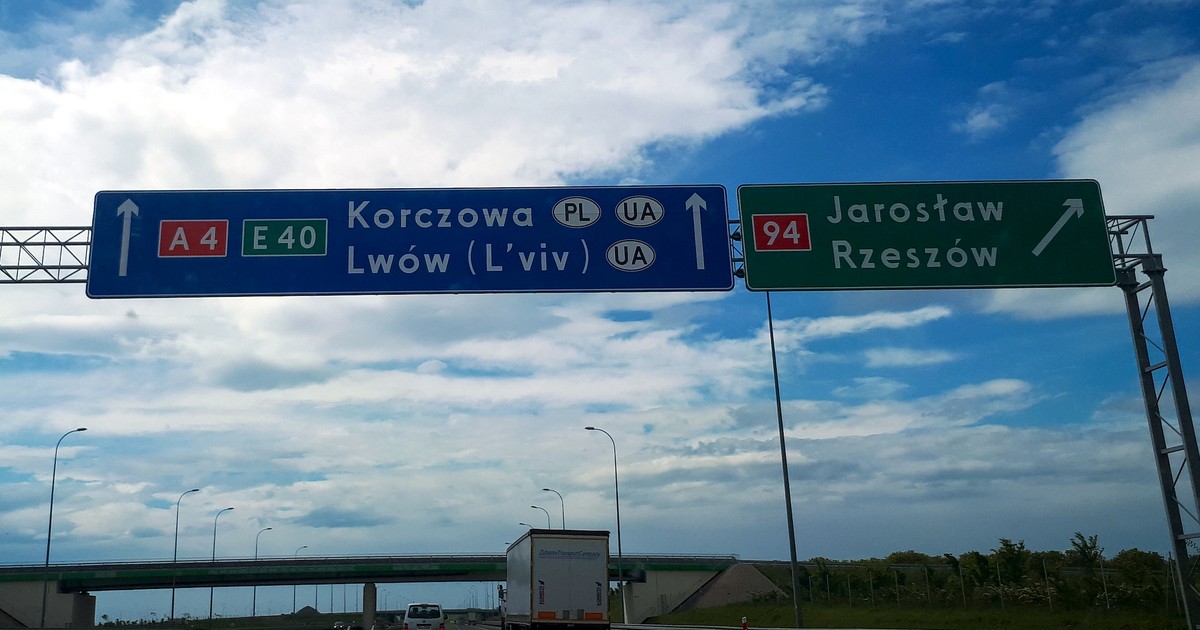 A 4 E 40 Korczowa PL UA
Lwów (L'viv) UA
94 Jarosław
Rzeszów